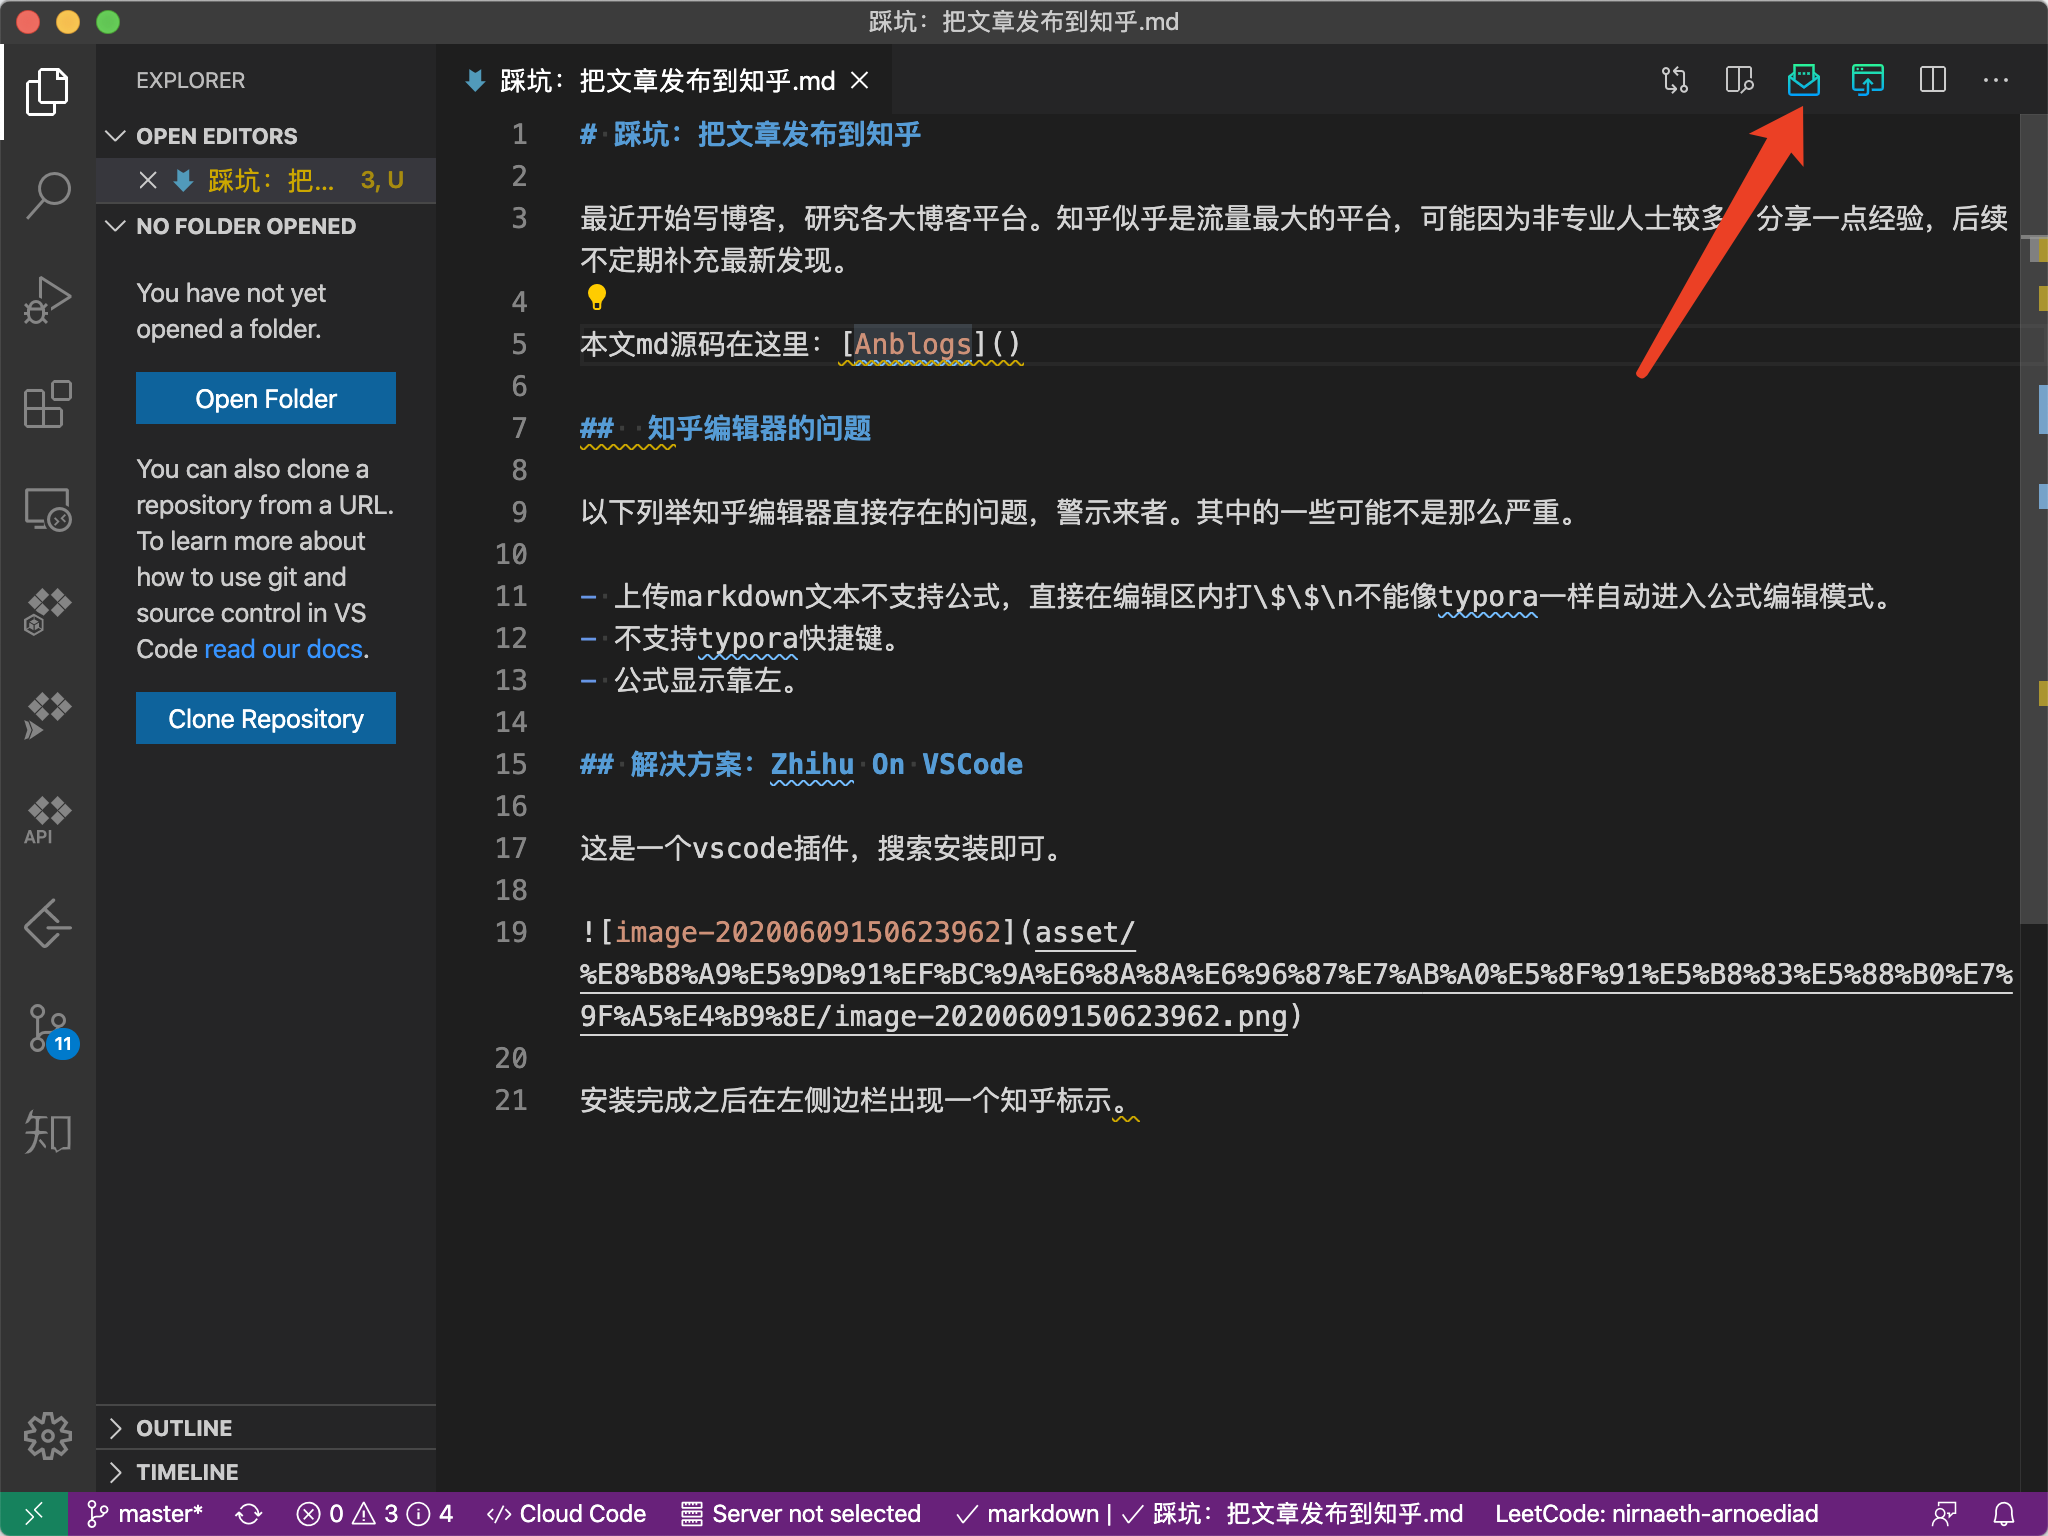 踩坑：把文章发布到知乎.md
EXPLORER
OPEN EDITORS
踩坑：把... 3, U
NO FOLDER OPENED
You have not yet
opened a folder.
Open Folder
You can also clone a
repository from a URL.
To learn more about
how to use git and
source control in VS
Code read our docs.
Clone Repository
OUTLINE
TIMELINE
API
11
知
踩坑：把文章发布到知乎.md
1 # 踩坑：把文章发布到知乎
2
3 最近开始写博客，研究各大博客平台。知乎似乎是流量最大的平台，可能因为非专业人士较多 分享一点经验，后续
不定期补充最新发现。
4
5 本文md源码在这里：[Anblogs]()
6
7 ##  知乎编辑器的问题
8
9 以下列举知乎编辑器直接存在的问题，警示来者。其中的一些可能不是那么严重。
10
11 - 上传markdown文本不支持公式，直接在编辑区内打\$\$\n不能像typora一样自动进入公式编辑模式。
12 - 不支持typora快捷键。
13 - 公式显示靠左。
14
15 ## 解决方案：Zhihu On VSCode
16
17 这是一个vscode插件，搜索安装即可。
18
19 ![image-20200609150623962](asset/
%E8%B8%A9%E5%9D%91%EF%BC%9A%E6%8A%8A%E6%96%87%E7%AB%A0%E5%8F%91%E5%B8%83%E5%88%B0%E7%
9F%A5%E4%B9%8E/image-20200609150623962.png)
20
21 安装完成之后在左侧边栏出现一个知乎标示。
master* 0 3 4 Cloud Code Server not selected markdown | 踩坑：把文章发布到知乎.md LeetCode: nirnaeth-arnoediad